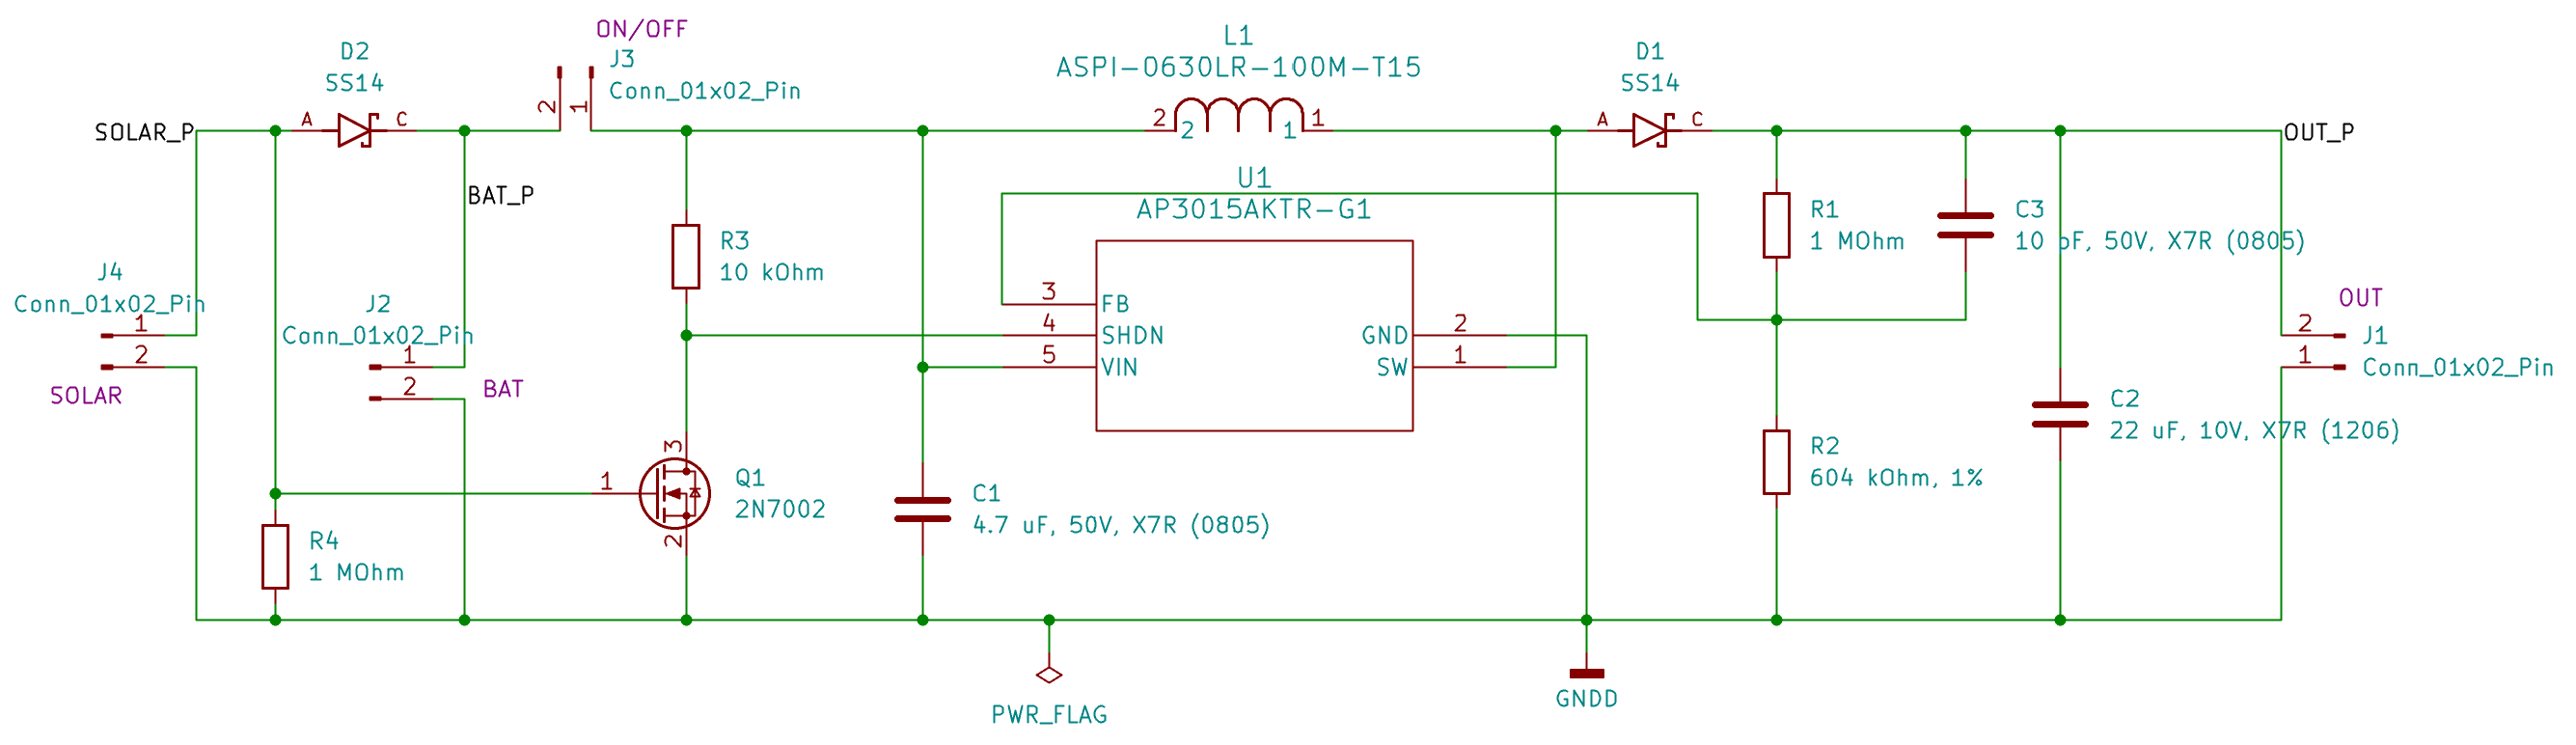 ON/OFF
J3
Conn_01x02_Pin
2
1
D2
SS14
A
C
SOLAR_P
BAT_P
L1
ASPI-0630LR-100M-T15
2
2
1
1
D1
SS14
A
C
OUT_P
U1
AP3015AKTR-G1
3
FB
4
SHDN
5
VIN
GND
2
SW
1
R3
10 kOhm
R1
1 MOhm
C3
10 pF, 50V, X7R (0805)
J4
Conn_01x02_Pin
1
2
SOLAR
J2
Conn_01x02_Pin
1
2
BAT
OUT
2
J1
1
Conn_01x02_Pin
C2
22 uF, 10V, X7R (1206)
R2
604 kOhm, 1%
3
1
2
Q1
2N7002
C1
4.7 uF, 50V, X7R (0805)
R4
1 MOhm
PWR_FLAG
GNDD